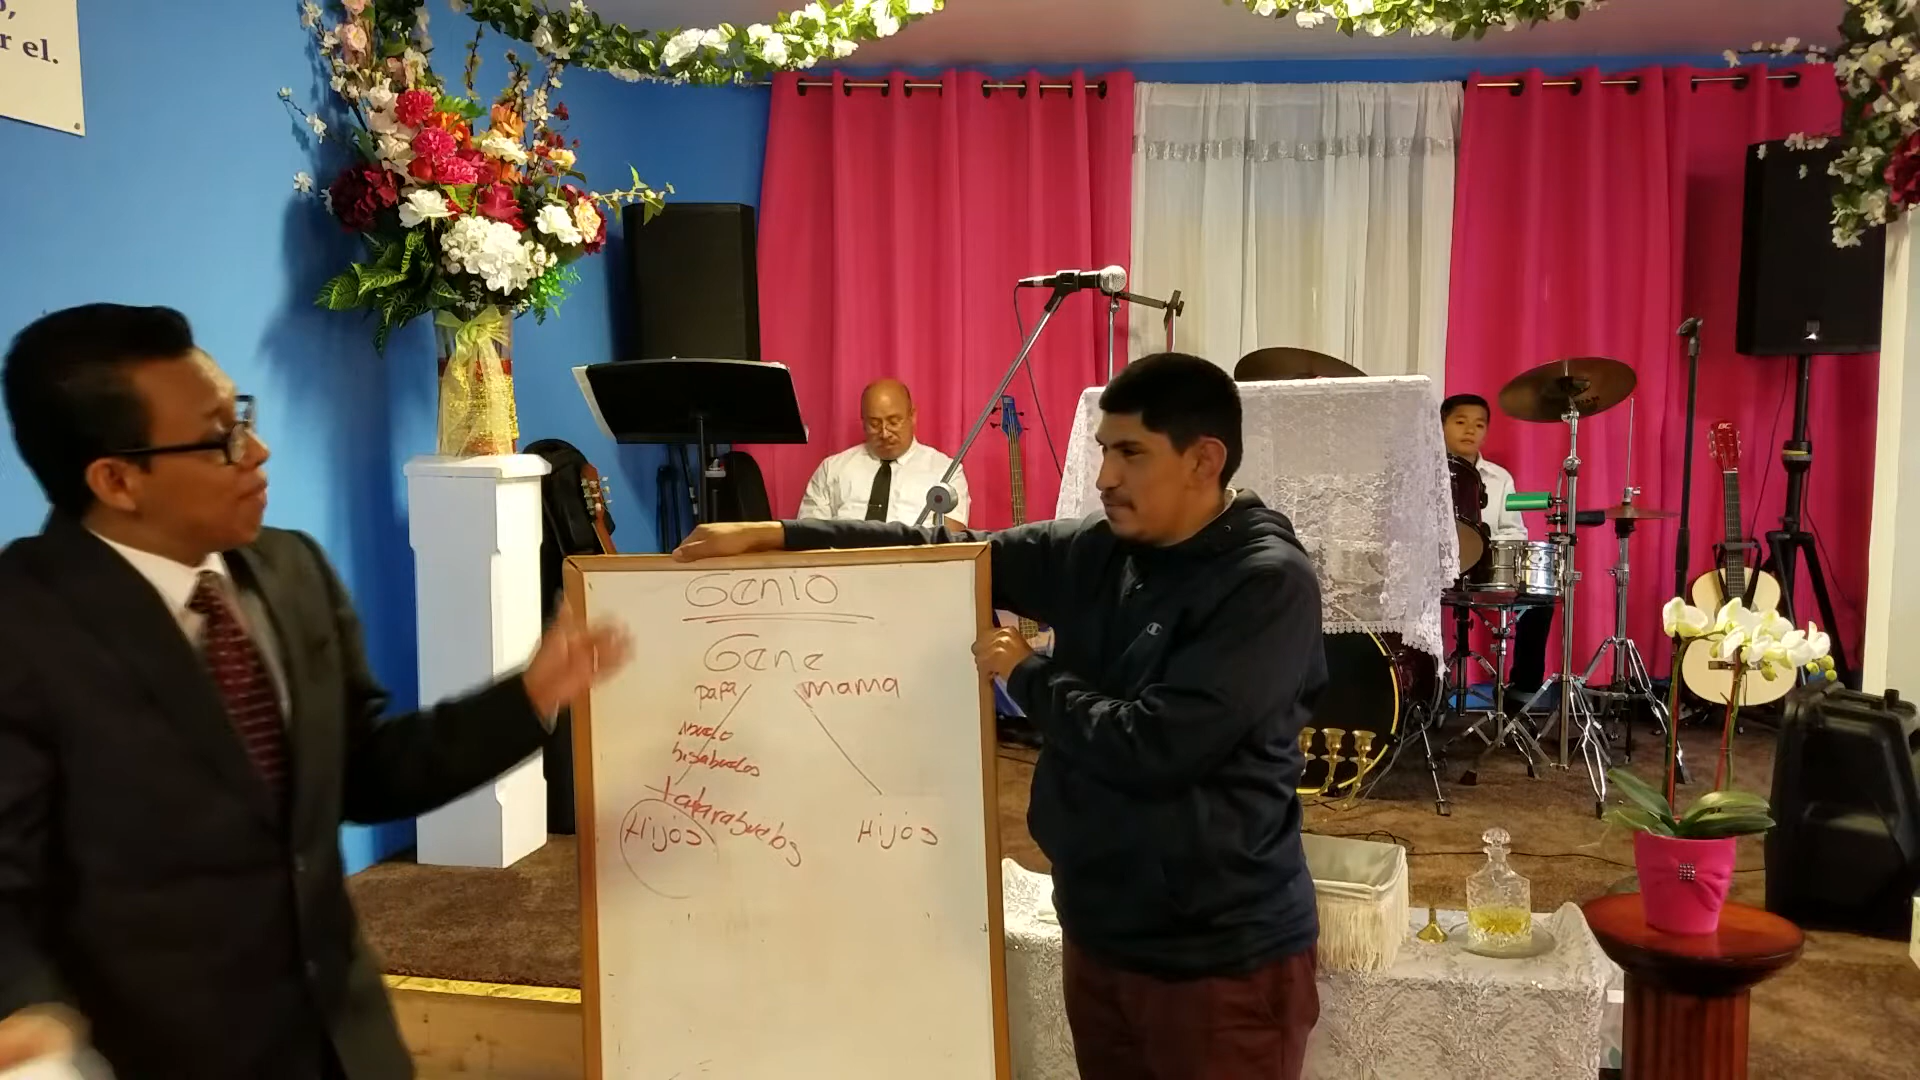 r el.
Genio
Gene
papa mama
Abuelo
bisabuelos
tatarabuelos
Hijos Hijos